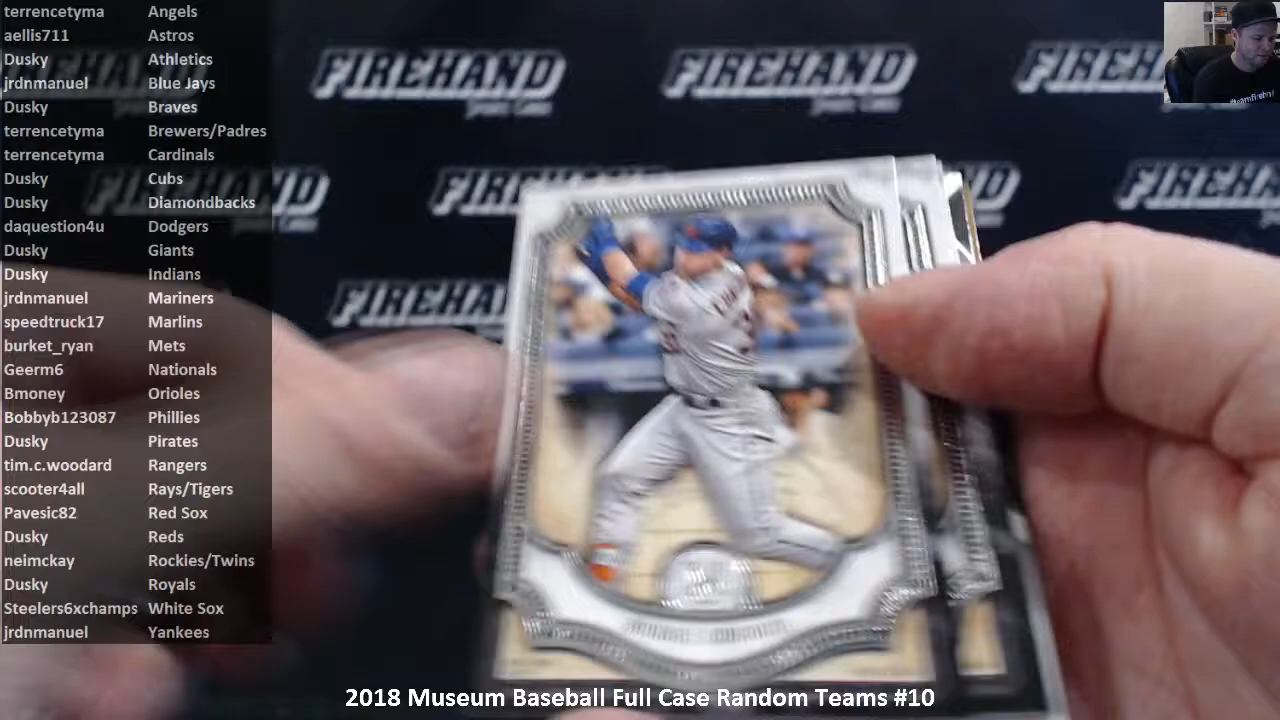 terrencetyma Angels
aellis711 Astros
Dusky Athletics
jrdnmanuel Blue Jays
Dusky Braves
terrencetyma Brewers/Padres
terrencetyma Cardinals
Dusky Cubs
Dusky Diamondbacks
daquestion4u Dodgers
Dusky Giants
Dusky Indians
jrdnmanuel Mariners
speedtruck17 Marlins
burket_ryan Mets
Geerm6 Nationals
Bmoney Orioles
Bobbyb123087 Phillies
Dusky Pirates
tim.c.woodard Rangers
scooter4all Rays/Tigers
Pavesic82 Red Sox
Dusky Reds
neimckay Rockies/Twins
Dusky Royals
Steelers6xchamps White Sox
jrdnmanuel Yankees
FIREHAND
FIREHAND
FIREHAND
2018 Museum Baseball Full Case Random Teams #10